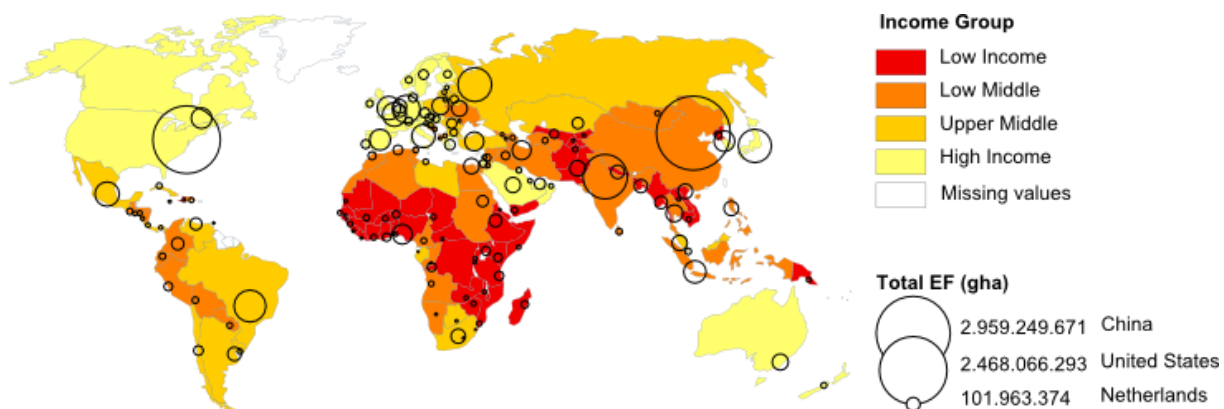 Income Group
Low Income
Low Middle
Upper Middle
High Income
Missing values
Total EF (gha)
2.959.249.671 China
2.468.066.293 United States
101.963.374 Netherlands